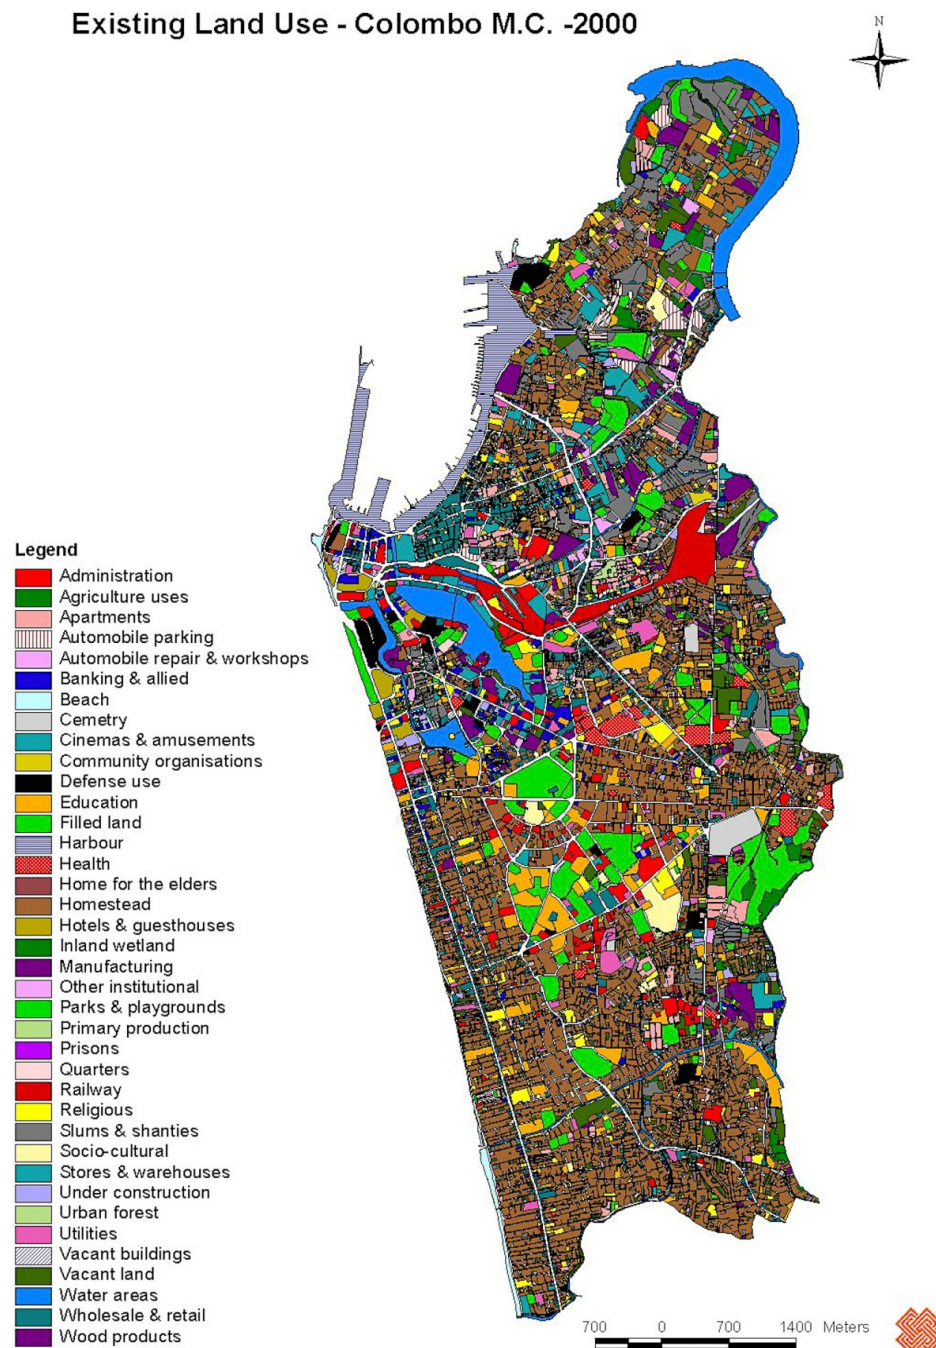 Existing Land Use - Colombo M.C. -2000
N
Legend
Administration
Agriculture uses
Apartments
Automobile parking
Automobile repair & workshops
Banking & allied
Beach
Cemetry
Cinemas & amusements
Community organisations
Defense use
Education
Filled land
Harbour
Health
Home for the elders
Homestead
Hotels & guesthouses
Inland wetland
Manufacturing
Other institutional
Parks & playgrounds
Primary production
Prisons
Quarters
Railway
Religious
Slums & shanties
Socio-cultural
Stores & warehouses
Under construction
Urban forest
Utilities
Vacant buildings
Vacant land
Water areas
Wholesale & retail
Wood products
700 0 700 1400 Meters